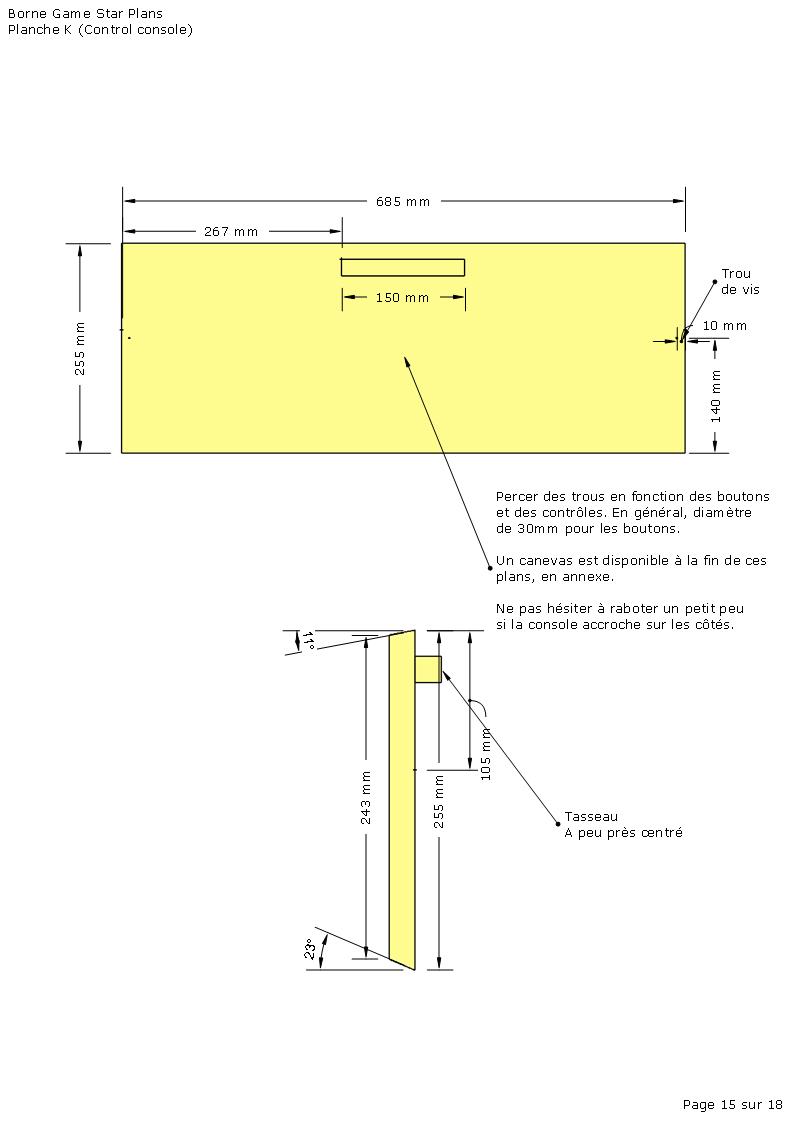 Borne Game Star Plans
Planche K (Control console)
685 mm
267 mm
150 mm
Trou
de vis
10 mm
255 mm
140 mm
Percer des trous en fonction des boutons
et des contrôles. En général, diamètre
de 30mm pour les boutons.
Un canevas est disponible à la fin de ces
plans, en annexe.
Ne pas hésiter à raboter un petit peu
si la console accroche sur les côtés.
11°
105 mm
243 mm
255 mm
Tasseau
A peu près centré
23°
Page 15 sur 18